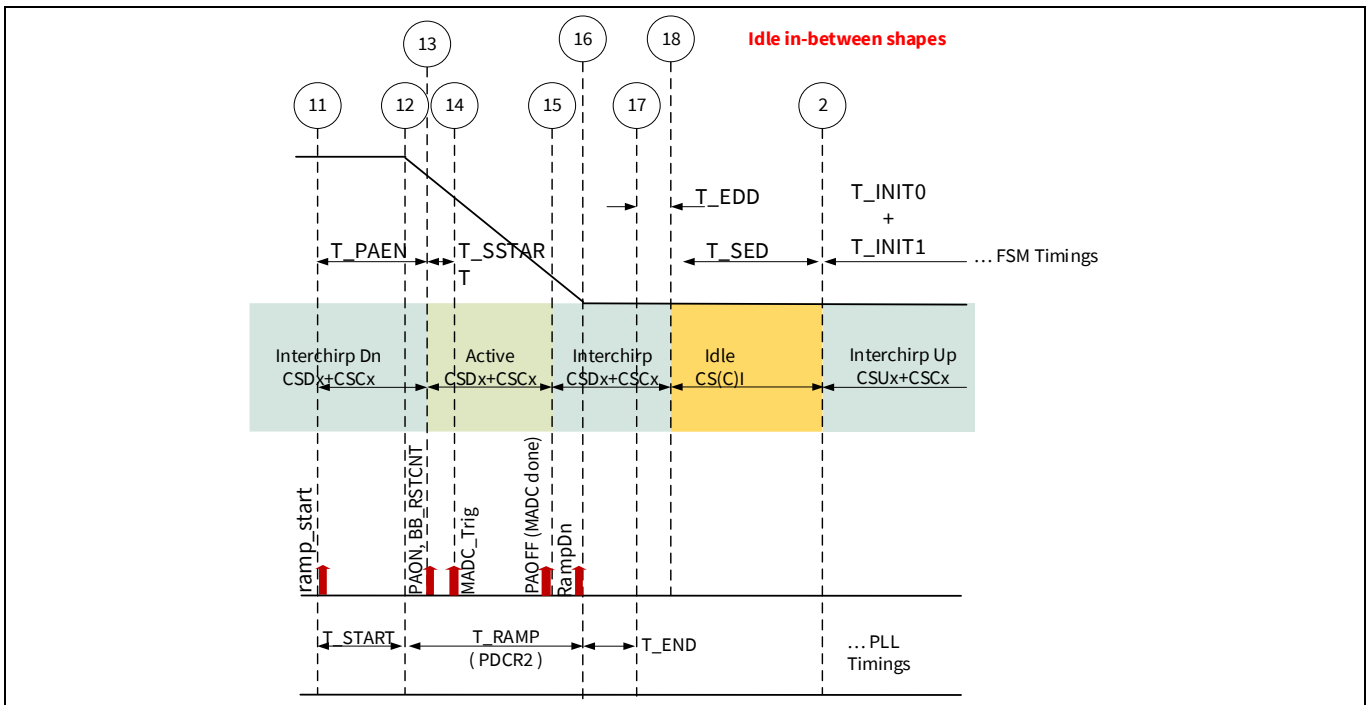 Idle in-between shapes
13
16
18
11
12
14
15
17
2
T_EDD
T_INIT0
+
T_INIT1
T_PAEN
T_SSTAR
T
T_SED
... FSM Timings
Interchirp Dn
CSDx+CSCx
Active
CSDx+CSCx
Interchirp
CSDx+CSCx
Idle
CS(C)I
Interchirp Up
CSUx+CSCx
ramp_start
PAON, BB_RSTCNT
MADC_Trig
PAOFF (MADC done)
RampDn
T_START
T_RAMP
( PDCR2 )
T_END
... PLL
Timings